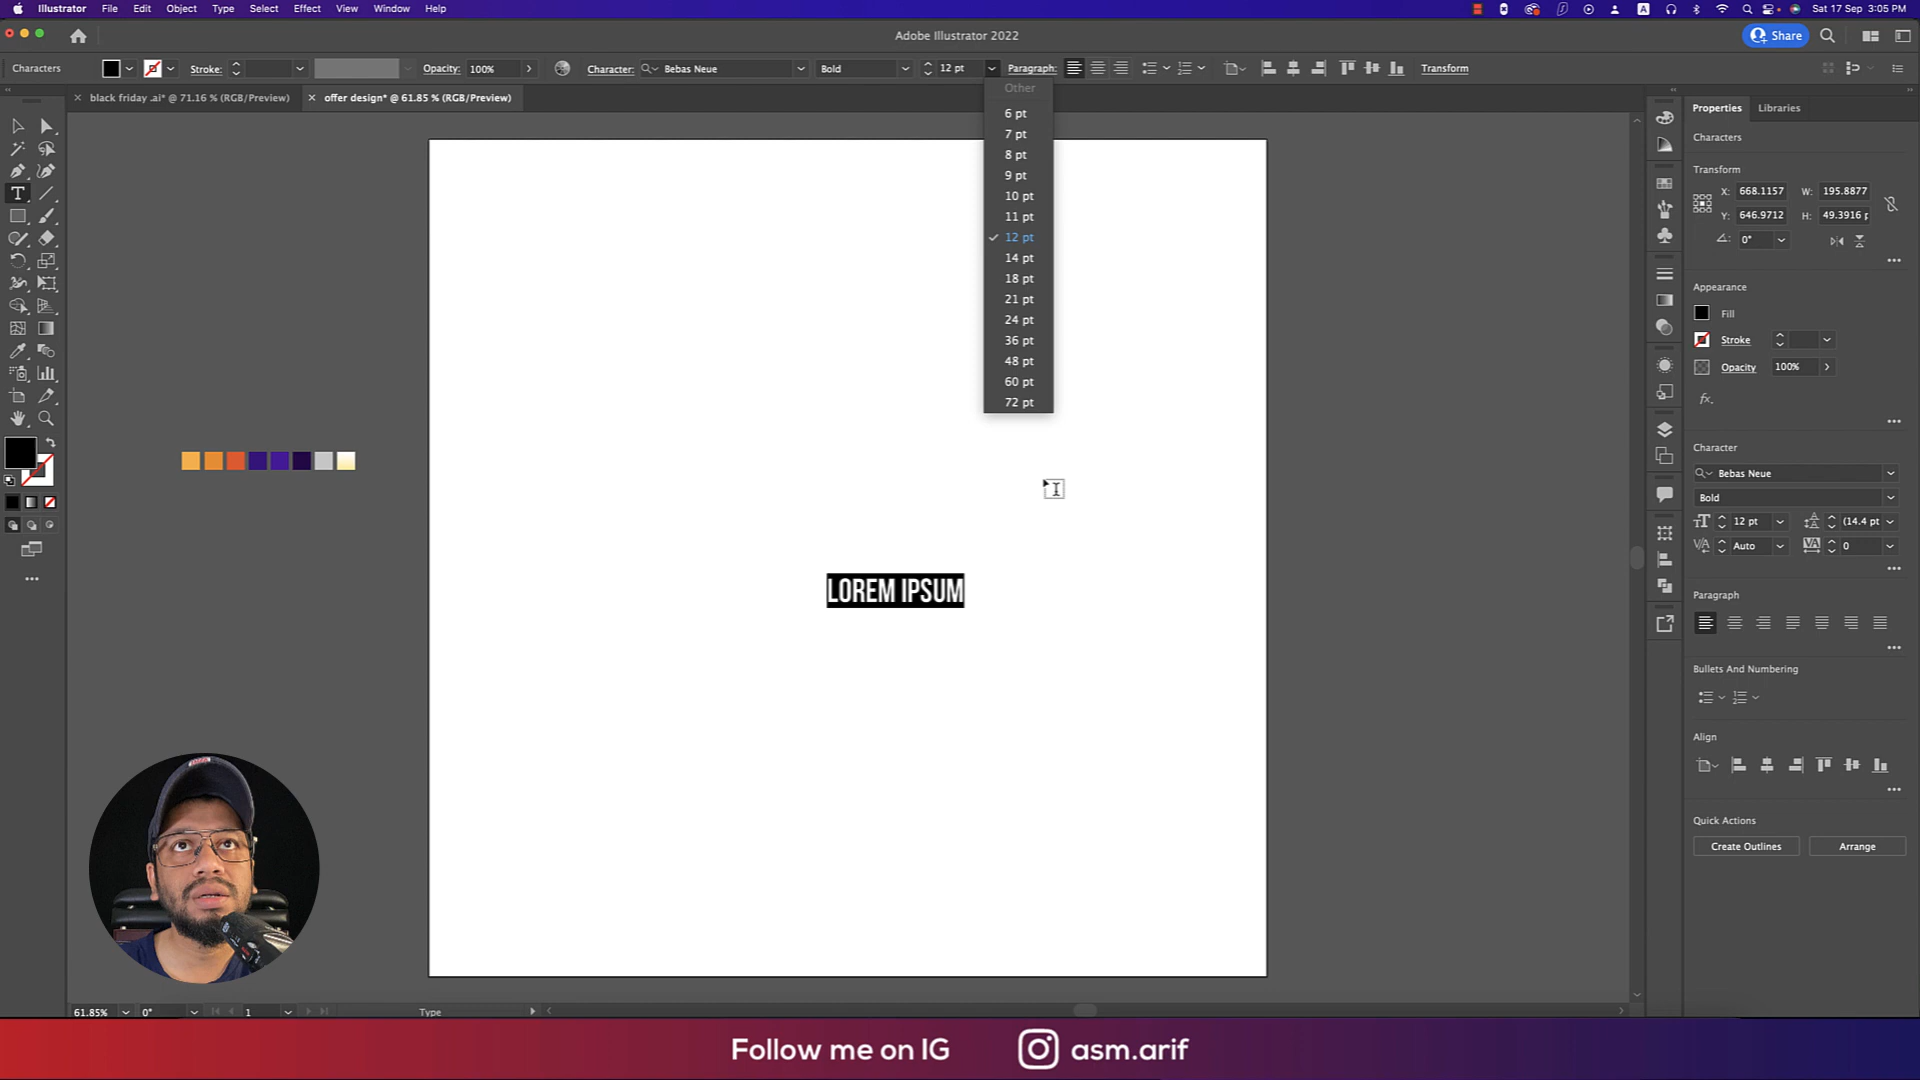 Illustrator File Edit Object Type Select Effect View Window Help Sat 17 Sep 3:05 PM
Adobe Illustrator 2022 Share
Characters Stroke: Opacity: 100% Character: Bebas Neue Bold 12 pt Paragraph: Transform
black friday .ai* @ 71.16 % (RGB/Preview) offer design* @ 61.85 % (RGB/Preview)
Other
6 pt
7 pt
8 pt
9 pt
10 pt
11 pt
12 pt
14 pt
18 pt
21 pt
24 pt
36 pt
48 pt
60 pt
72 pt
LOREM IPSUM
Properties Libraries
Characters
Transform
X: 668.1157 W: 195.8877
Y: 646.9712 H: 49.3916 p
0°
Appearance
Fill
Stroke
Opacity 100%
fx.
Character
Bebas Neue
Bold
12 pt (14.4 pt
Auto 0
Paragraph
Bullets And Numbering
Align
Quick Actions
Create Outlines Arrange
61.85% 0° 1 Type
Follow me on IG asm.arif